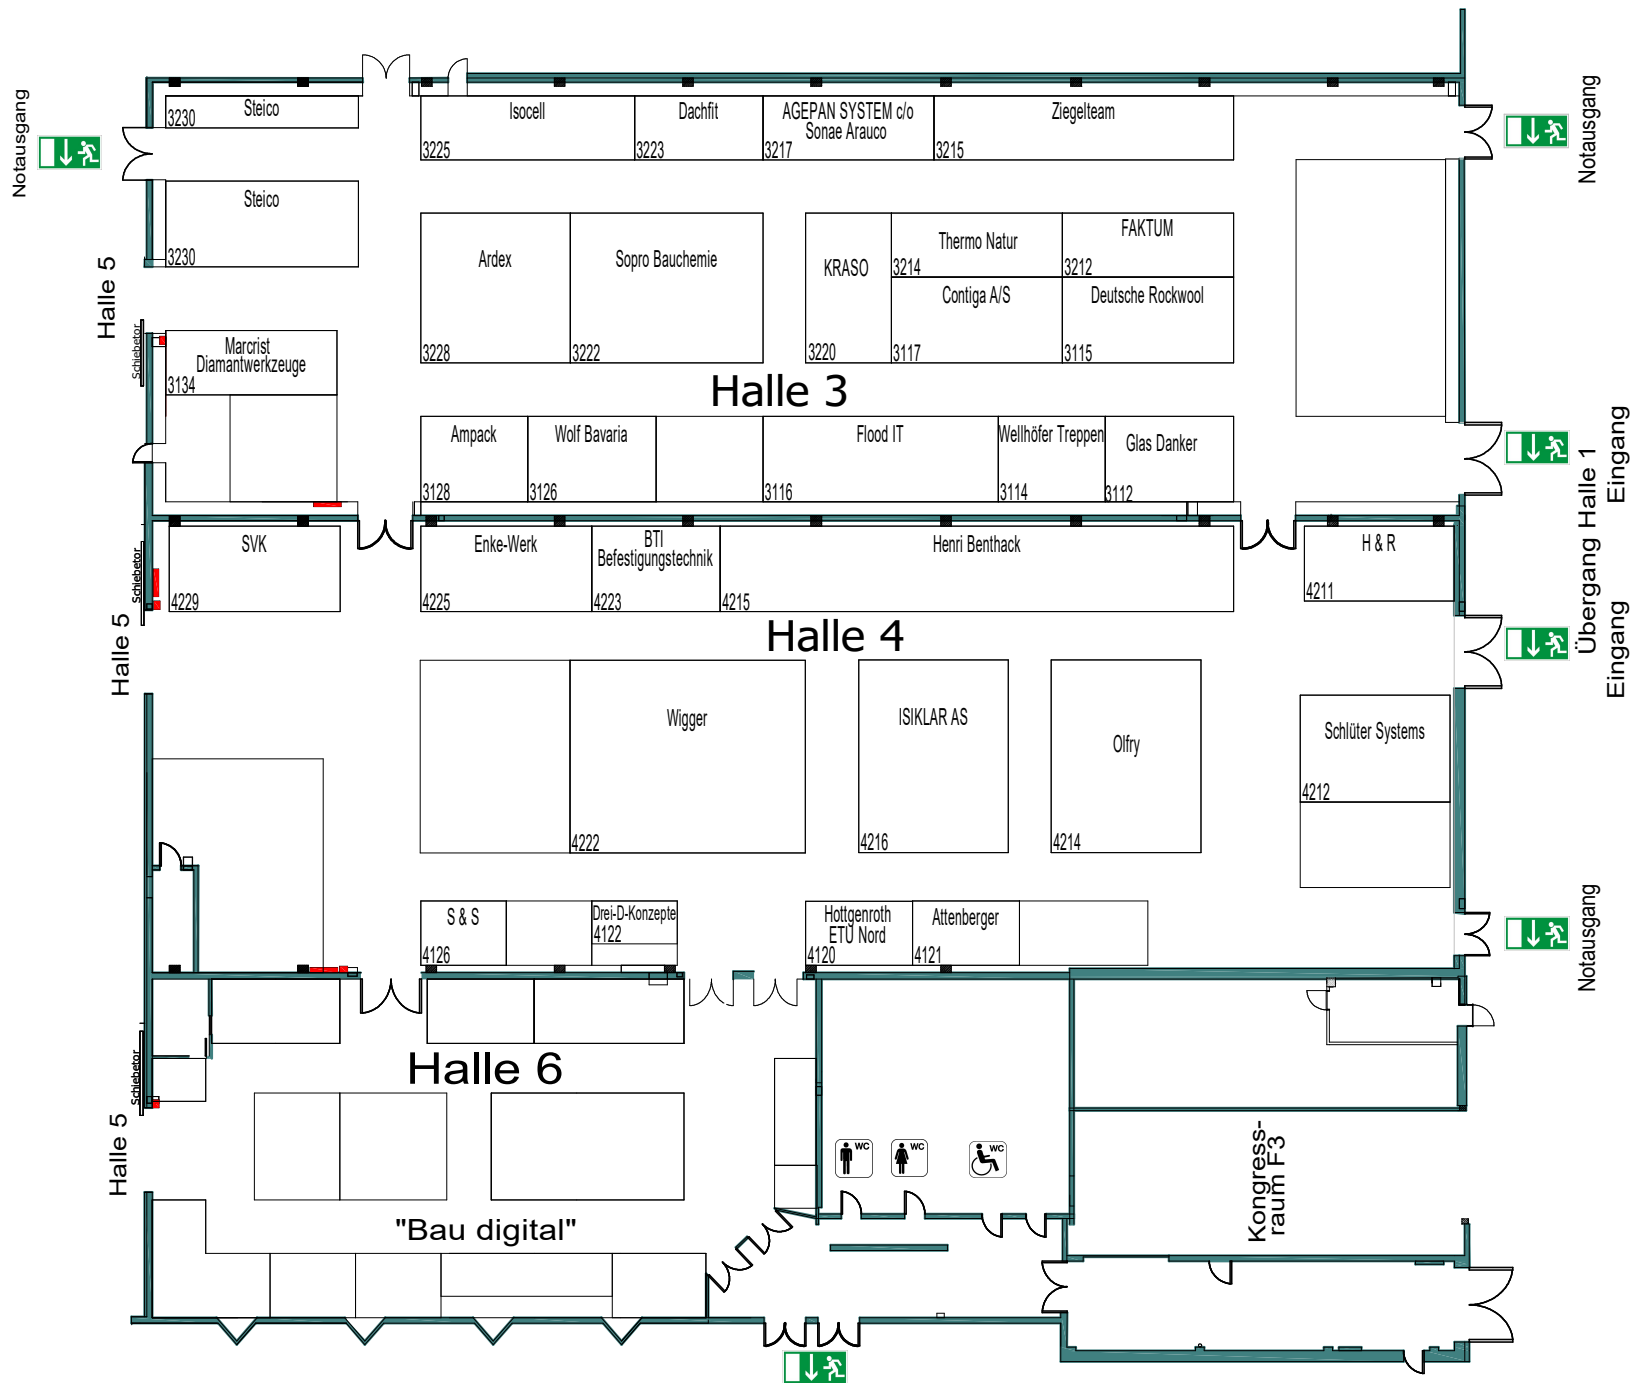 Notausgang
Steico
3230
Isocell
3225
Dachfit
3223
AGEPAN SYSTEM c/o
Sonae Arauco
3217
Ziegelteam
3215
Notausgang
Steico
3230
Ardex
3228
Sopro Bauchemie
3222
KRASO
3220
Thermo Natur
3214
FAKTUM
3212
Contiga A/S
3117
Deutsche Rockwool
3115
Halle 5
Schiebetor
Marcrist
Diamantwerkzeuge
3134
Halle 3
Ampack
3128
Wolf Bavaria
3126
Flood IT
3116
Wellhöfer Treppen
3114
Glas Danker
3112
Übergang Halle 1
Eingang
Eingang
Schiebetor
SVK
4229
Enke-Werk
4225
BTI
Befestigungstechnik
4223
Henri Benthack
4215
H & R
4211
Halle 5
Halle 4
Wigger
4222
ISIKLAR AS
4216
Olfry
4214
Schlüter Systems
4212
S & S
4126
Drei-D-Konzepte
4122
Hottgenroth
ETU Nord
4120
Attenberger
4121
Notausgang
Schiebetor
Halle 6
Halle 5
WC
WC
WC
Kongress-
raum F3
"Bau digital"